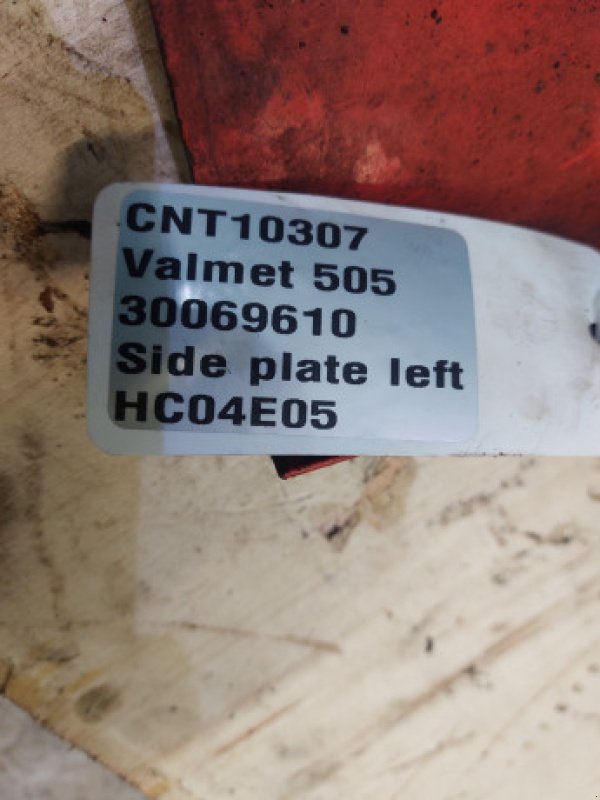 CNT10307
Valmet 505
30069610
Side plate left
HC04E05